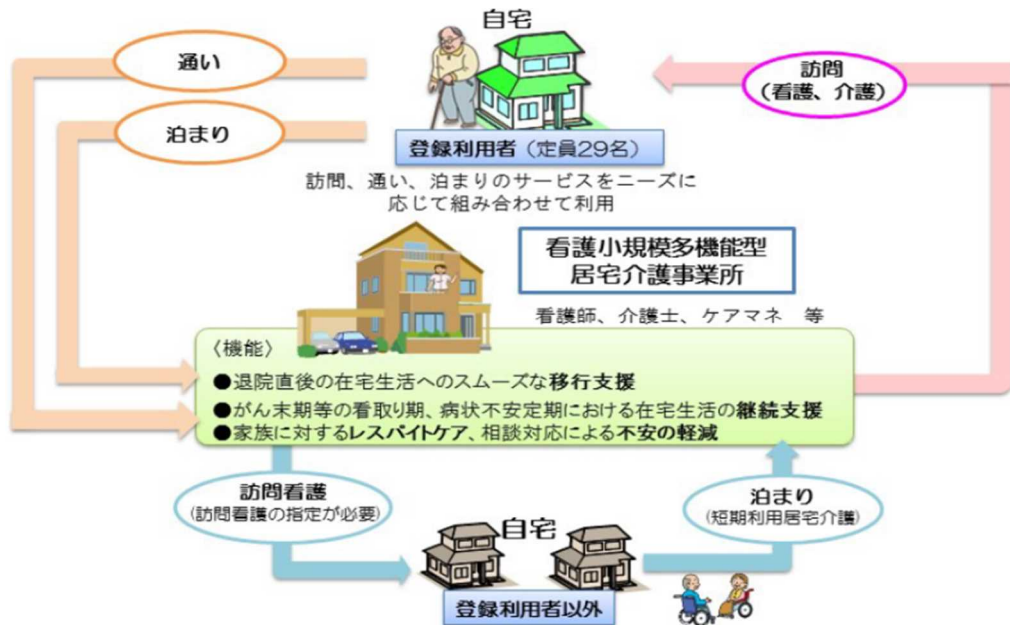 自宅
通い
訪問
(看護、介護)
泊まり
登録利用者（定員29名）
訪問、通い、泊まりのサービスをニーズに
応じて組み合わせて利用
看護小規模多機能型
居宅介護事業所
看護師、介護士、ケアマネ　等
〈機能〉
●退院直後の在宅生活へのスムーズな移行支援
●がん末期等の看取り期、病状不安定期における在宅生活の継続支援
●家族に対するレスパイトケア、相談対応による不安の軽減
訪問看護
(訪問看護の指定が必要)
泊まり
(短期利用居宅介護)
自宅
登録利用者以外